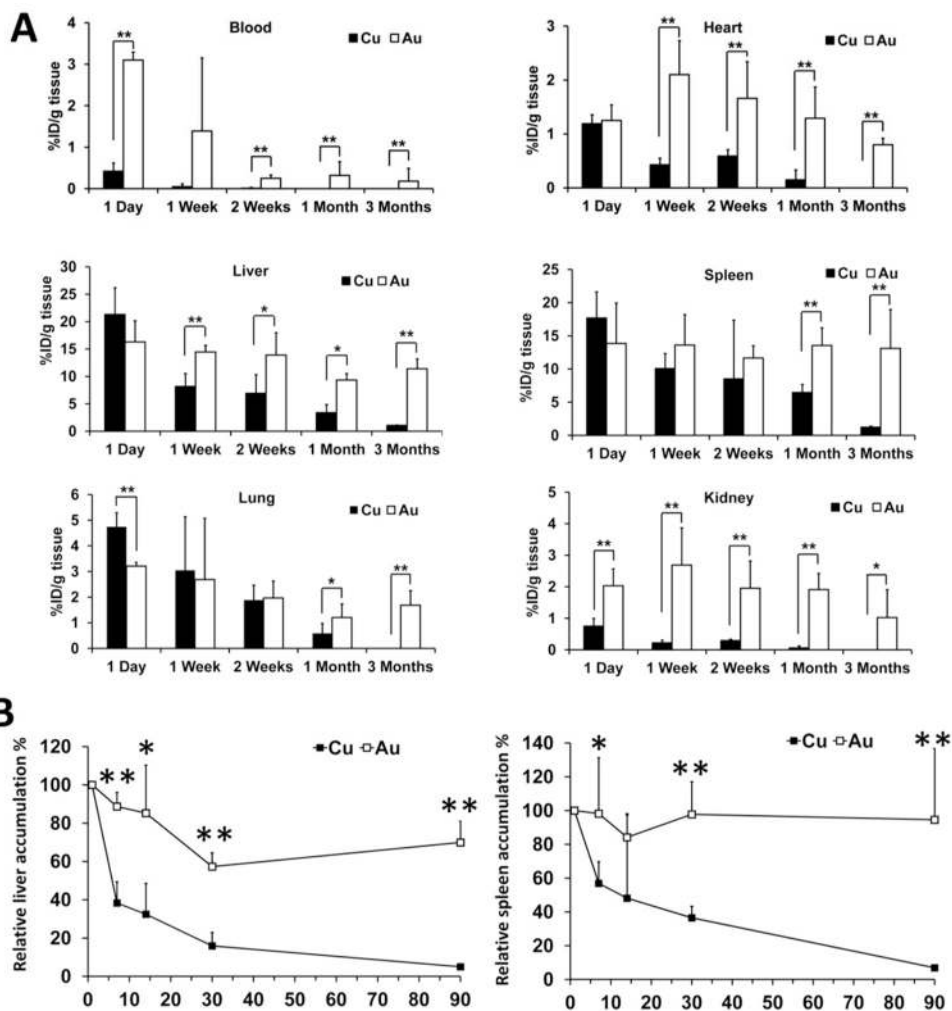 A
Blood
Cu Au
%ID/g tissue
4
3
2
1
0
**
**
**
**
1 Day 1 Week 2 Weeks 1 Month 3 Months
Heart
Cu Au
%ID/g tissue
3
2
1
0
**
**
**
**
1 Day 1 Week 2 Weeks 1 Month 3 Months
Liver
Cu Au
%ID/g tissue
30
25
20
15
10
5
0
**
*
*
**
1 Day 1 Week 2 Weeks 1 Month 3 Months
Spleen
Cu Au
%ID/g tissue
25
20
15
10
5
0
**
**
1 Day 1 Week 2 Weeks 1 Month 3 Months
Lung
Cu Au
%ID/g tissue
6
5
4
3
2
1
0
**
*
**
1 Day 1 Week 2 Weeks 1 Month 3 Months
Kidney
Cu Au
%ID/g tissue
5
4
3
2
1
0
**
**
**
**
*
1 Day 1 Week 2 Weeks 1 Month 3 Months
B
Cu Au
Relative liver accumulation %
120
100
80
60
40
20
0
**
*
**
**
0 10 20 30 40 50 60 70 80 90
Cu Au
Relative spleen accumulation %
140
120
100
80
60
40
20
0
*
**
**
0 10 20 30 40 50 60 70 80 90